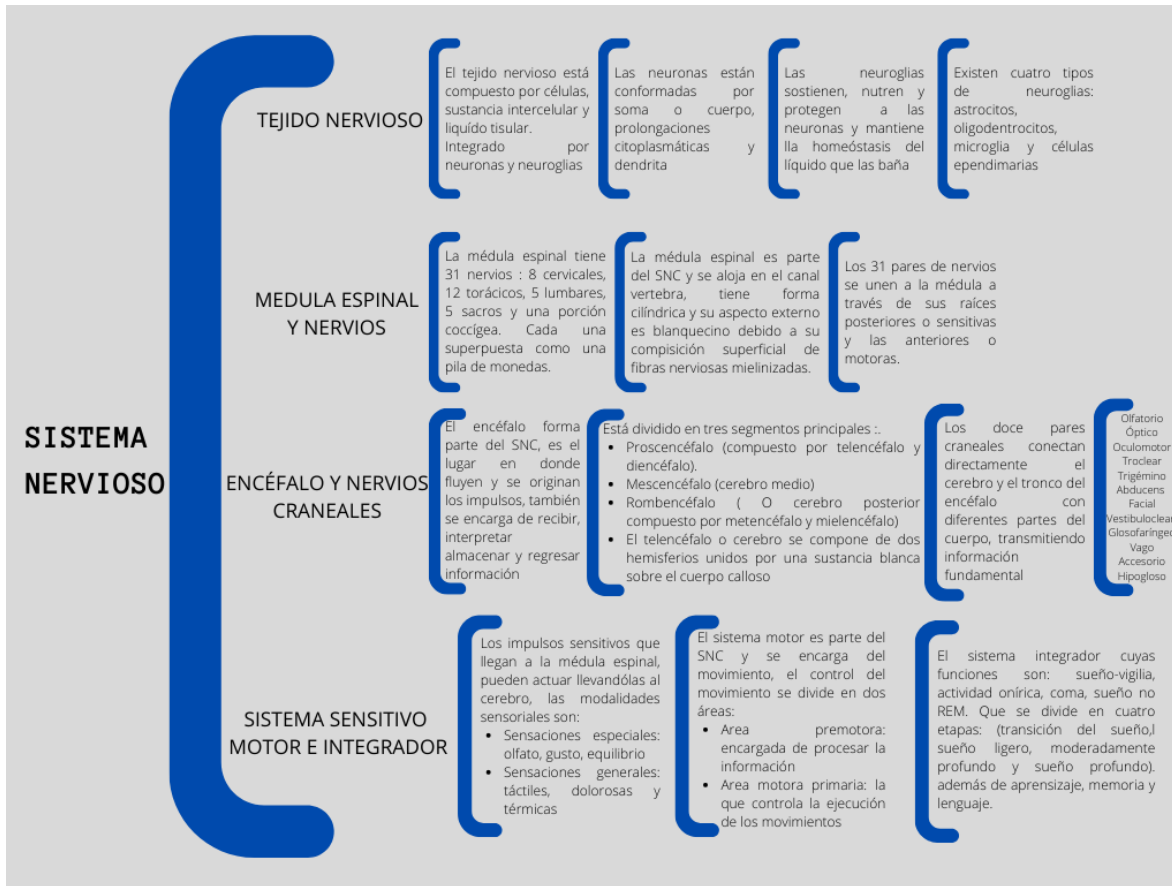 SISTEMA
NERVIOSO
TEJIDO NERVIOSO
El tejido nervioso está
compuesto por células,
sustancia intercelular y
liquído tisular.
Integrado por
neuronas y neuroglias
Las neuronas están
conformadas por
soma o cuerpo,
prolongaciones
citoplasmáticas y
dendrita
Las neuroglias
sostienen, nutren y
protegen a las
neuronas y mantiene
lla homeóstasis del
líquido que las baña
Existen cuatro tipos
de neuroglias:
astrocitos,
oligodentrocitos,
microglia y células
ependimarias
MEDULA ESPINAL
Y NERVIOS
La médula espinal tiene
31 nervios : 8 cervicales,
12 torácicos, 5 lumbares,
5 sacros y una porción
coccígea. Cada una
superpuesta como una
pila de monedas.
La médula espinal es parte
del SNC y se aloja en el canal
vertebra, tiene forma
cilíndrica y su aspecto externo
es blanquecino debido a su
compisición superficial de
fibras nerviosas mielinizadas.
Los 31 pares de nervios
se unen a la médula a
través de sus raíces
posteriores o sensitivas
y las anteriores o
motoras.
ENCÉFALO Y NERVIOS
CRANEALES
El encéfalo forma
parte del SNC, es el
lugar en donde
fluyen y se originan
los impulsos, también
se encarga de recibir,
interpretar
almacenar y regresar
información
Está dividido en tres segmentos principales :.
• Proscencéfalo (compuesto por telencéfalo y
diencéfalo).
• Mescencéfalo (cerebro medio)
• Rombencéfalo ( O cerebro posterior
compuesto por metencéfalo y mielencéfalo)
• El telencéfalo o cerebro se compone de dos
hemisferios unidos por una sustancia blanca
sobre el cuerpo calloso
Los doce pares
craneales conectan
directamente el
cerebro y el tronco del
encéfalo con
diferentes partes del
cuerpo, transmitiendo
información
fundamental
Olfatorio
Óptico
Oculomotor
Troclear
Trigémino
Abducens
Facial
Vestibuloclear
Glosofaríngeo
Vago
Accesorio
Hipogloso
SISTEMA SENSITIVO
MOTOR E INTEGRADOR
Los impulsos sensitivos que
llegan a la médula espinal,
pueden actuar llevandólas al
cerebro, las modalidades
sensoriales son:
• Sensaciones especiales:
olfato, gusto, equilibrio
• Sensaciones generales:
táctiles, dolorosas y
térmicas
El sistema motor es parte del
SNC y se encarga del
movimiento, el control del
movimiento se divide en dos
áreas:
• Area premotora:
encargada de procesar la
información
• Area motora primaria: la
que controla la ejecución
de los movimientos
El sistema integrador cuyas
funciones son: sueño-vigilia,
actividad onírica, coma, sueño no
REM. Que se divide en cuatro
etapas: (transición del sueño,l
sueño ligero, moderadamente
profundo y sueño profundo).
además de aprensizaje, memoria y
lenguaje.